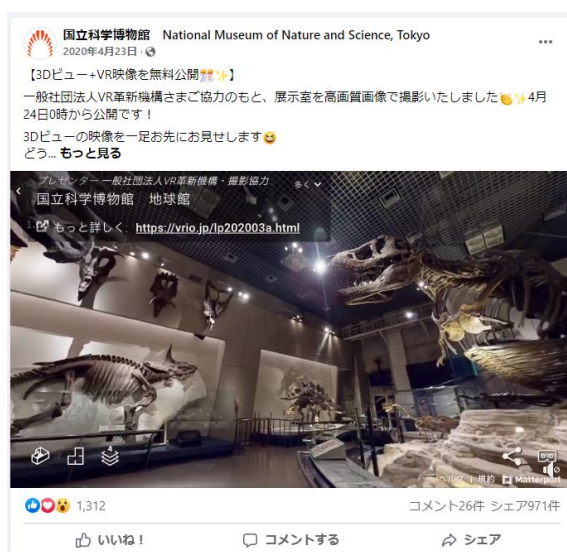 国立科学博物館 National Museum of Nature and Science, Tokyo
2020年4月23日
【3Dビュー+VR映像を無料公開🎊✨】
一般社団法人VR革新機構さまご協力のもと、展示室を高画質画像で撮影いたしました👏✨4月
24日0時から公開です！
3Dビューの映像を一足お先にお見せします😆
どう... もっと見る
プレゼンター 一般社団法人VR革新機構・撮影協力
多く
国立科学博物館 地球館
もっと詳しく: https://vrio.jp/lp202003a.html
4
ヘルプ | 規約 Matterport
1,312
コメント26件 シェア971件
いいね！ コメントする シェア